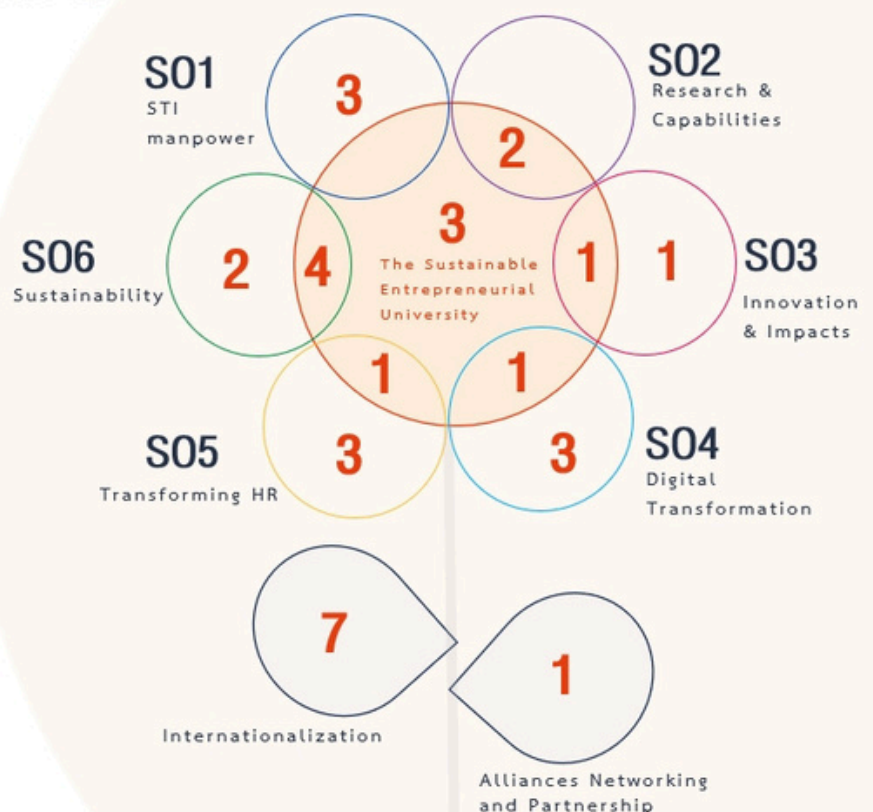 SO1
STI
manpower
3
SO2
Research &
Capabilities
2
3
The Sustainable
Entrepreneurial
University
SO6
Sustainability
2
4
1
1
SO3
Innovation
& Impacts
1
3
SO5
Transforming HR
1
3
SO4
Digital
Transformation
7
Internationalization
1
Alliances Networking
and Partnership